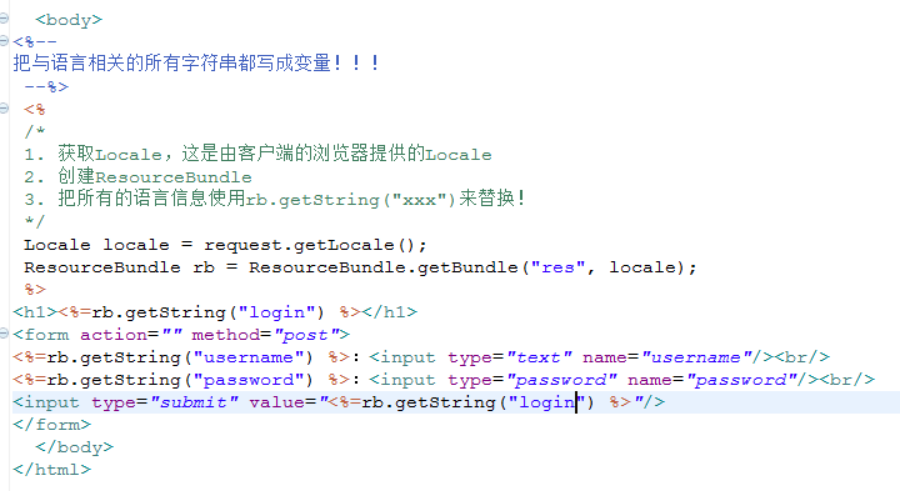 <body>
<%--
把与语言相关的所有字符串都写成变量！！！
--%>
<%
/*
1. 获取Locale，这是由客户端的浏览器提供的Locale
2. 创建ResourceBundle
3. 把所有的语言信息使用rb.getString("xxx")来替换！
*/
Locale locale = request.getLocale();
ResourceBundle rb = ResourceBundle.getBundle("res", locale);
%>
<h1><%=rb.getString("login") %></h1>
<form action="" method="post">
<%=rb.getString("username") %>：<input type="text" name="username"/><br/>
<%=rb.getString("password") %>：<input type="password" name="password"/><br/>
<input type="submit" value="<%=rb.getString("login") %>"/>
</form>
</body>
</html>